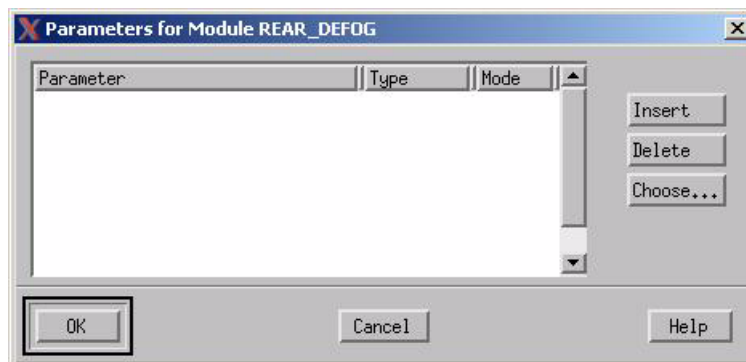 Parameters for Module REAR_DEFOG
Parameter Type Mode
Insert
Delete
Choose...
OK Cancel Help